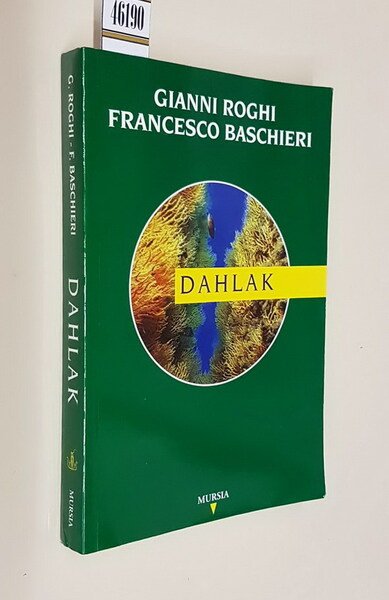 46190
GIANNI ROGHI
FRANCESCO BASCHIERI
DAHLAK
MURSIA
G. ROGHI - F. BASCHIERI
DAHLAK
MURSIA